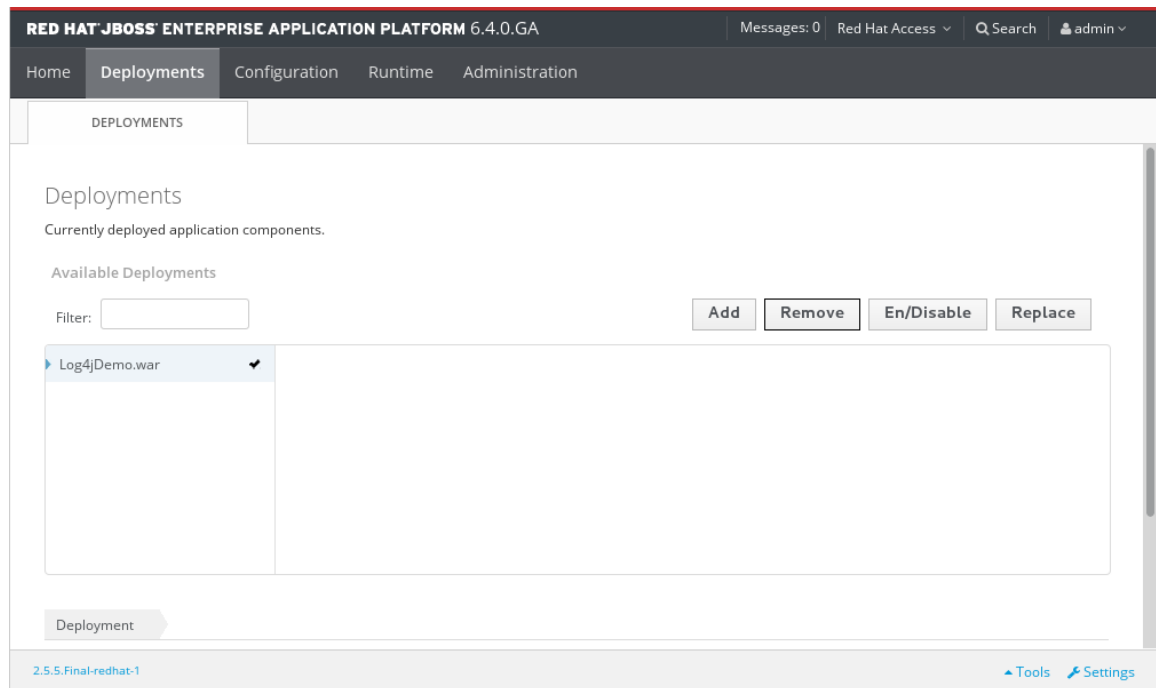 RED HAT JBOSS ENTERPRISE APPLICATION PLATFORM 6.4.0.GA Messages: 0 Red Hat Access Search admin
Home Deployments Configuration Runtime Administration
DEPLOYMENTS
Deployments
Currently deployed application components.
Available Deployments
Filter: Add Remove En/Disable Replace
Log4jDemo.war
Deployment
2.5.5.Final-redhat-1 Tools Settings